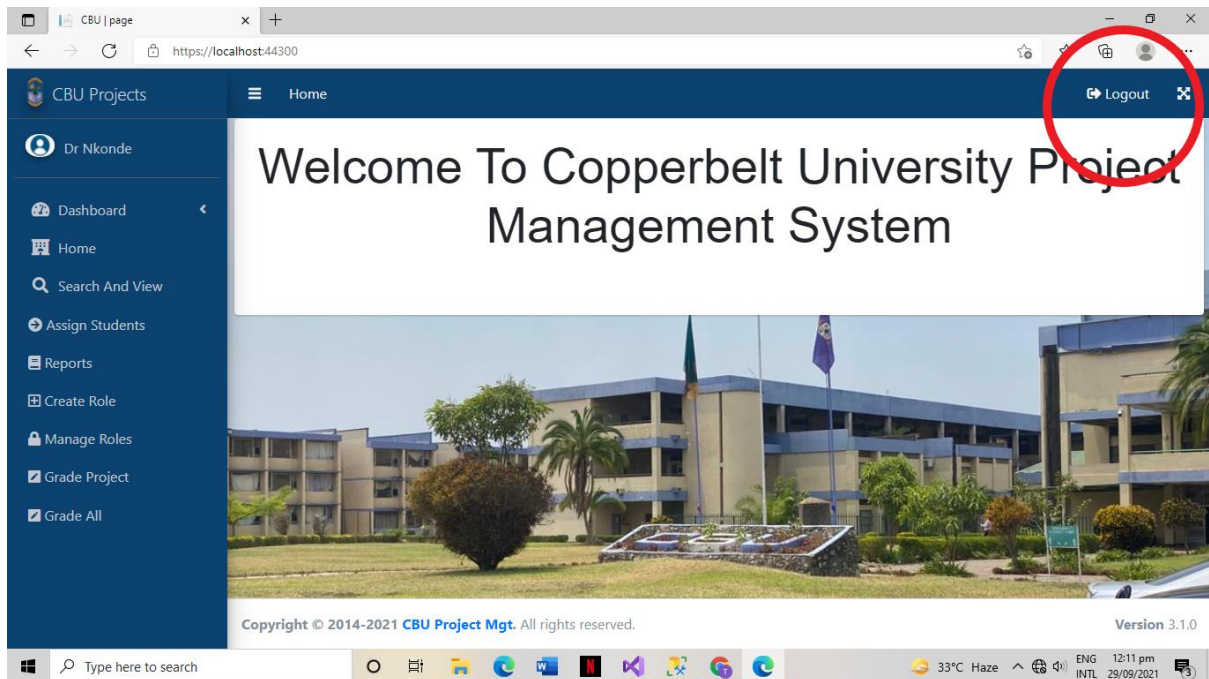 CBU | page
https://localhost:44300
CBU Projects
Home
Logout
Dr Nkonde
Dashboard
Home
Search And View
Assign Students
Reports
Create Role
Manage Roles
Grade Project
Grade All
Welcome To Copperbelt University Project
Management System
CBU
Copyright © 2014-2021 CBU Project Mgt. All rights reserved.
Version 3.1.0
Type here to search
33°C Haze
ENG
INTL
12:11 pm
29/09/2021
3